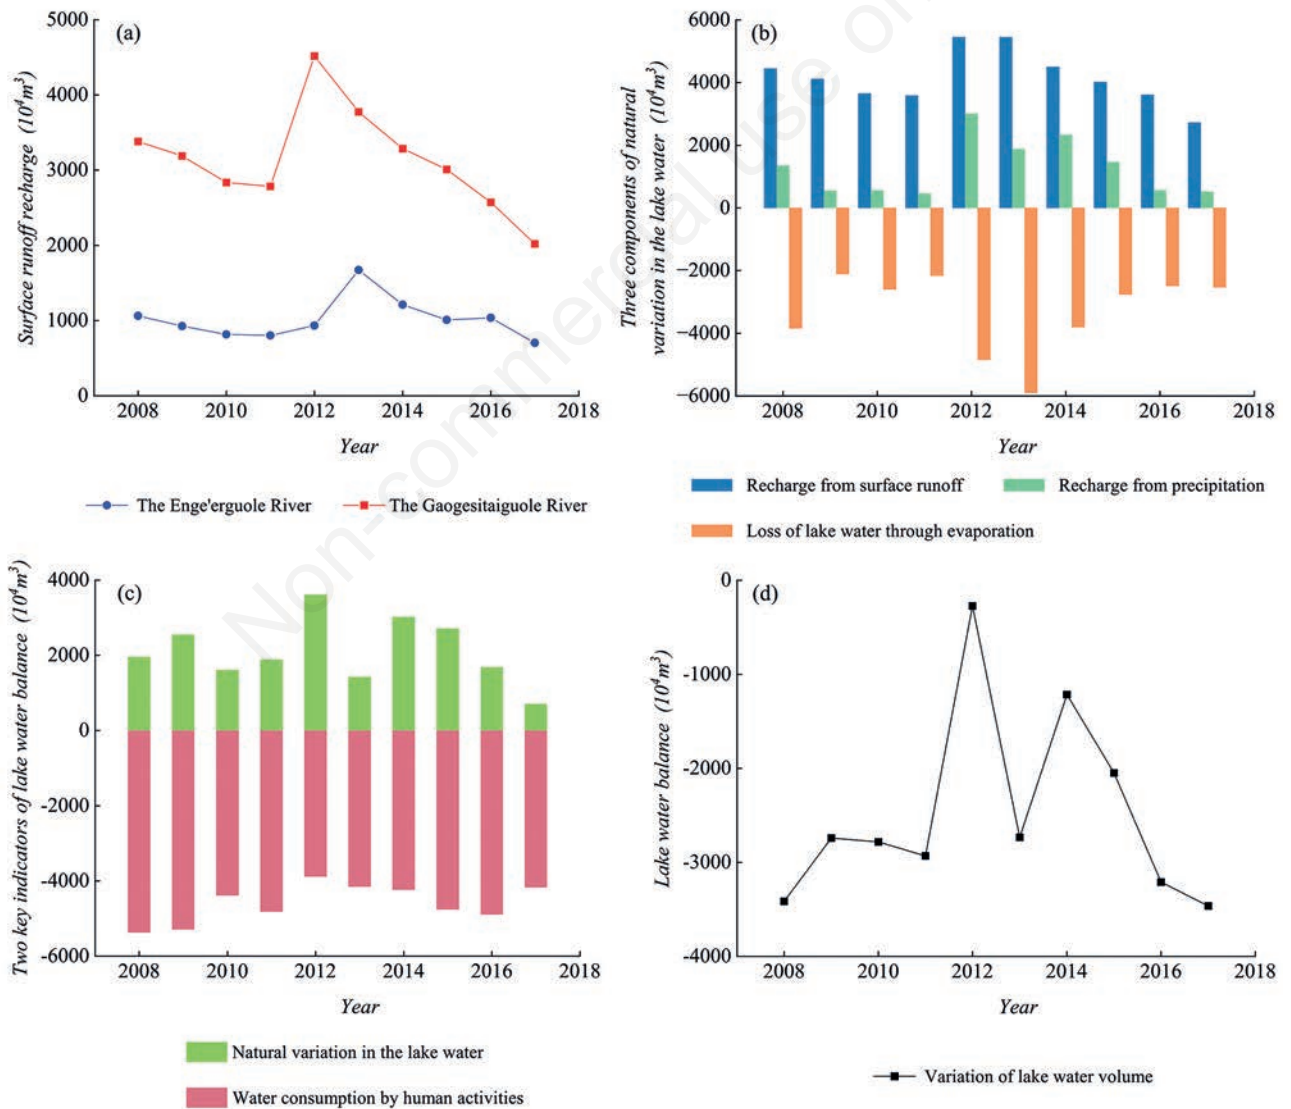 (a)
Surface runoff recharge (10⁴m³)
5000
4000
3000
2000
1000
0
2008 2010 2012 2014 2016 2018
Year
The Enge'erguole River The Gaogesitaiguole River
(b)
Three components of natural
variation in the lake water (10⁴m³)
6000
4000
2000
0
−2000
−4000
−6000
2008 2010 2012 2014 2016 2018
Year
Recharge from surface runoff Recharge from precipitation
Loss of lake water through evaporation
(c)
Two key indicators of lake water balance (10⁴m³)
4000
2000
0
-2000
-4000
-6000
2008 2010 2012 2014 2016 2018
Year
Natural variation in the lake water
Water consumption by human activities
(d)
Lake water balance (10⁴m³)
0
-1000
-2000
-3000
-4000
2008 2010 2012 2014 2016 2018
Year
Variation of lake water volume
Non-commercial use